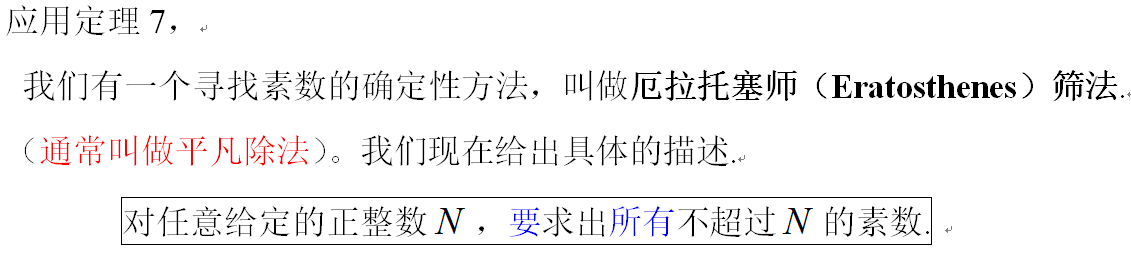 应用定理 7，
我们有一个寻找素数的确定性方法，叫做厄拉托塞师（Eratosthenes）筛法.
（通常叫做平凡除法）。我们现在给出具体的描述.
对任意给定的正整数 N ，要求出所有不超过 N 的素数.